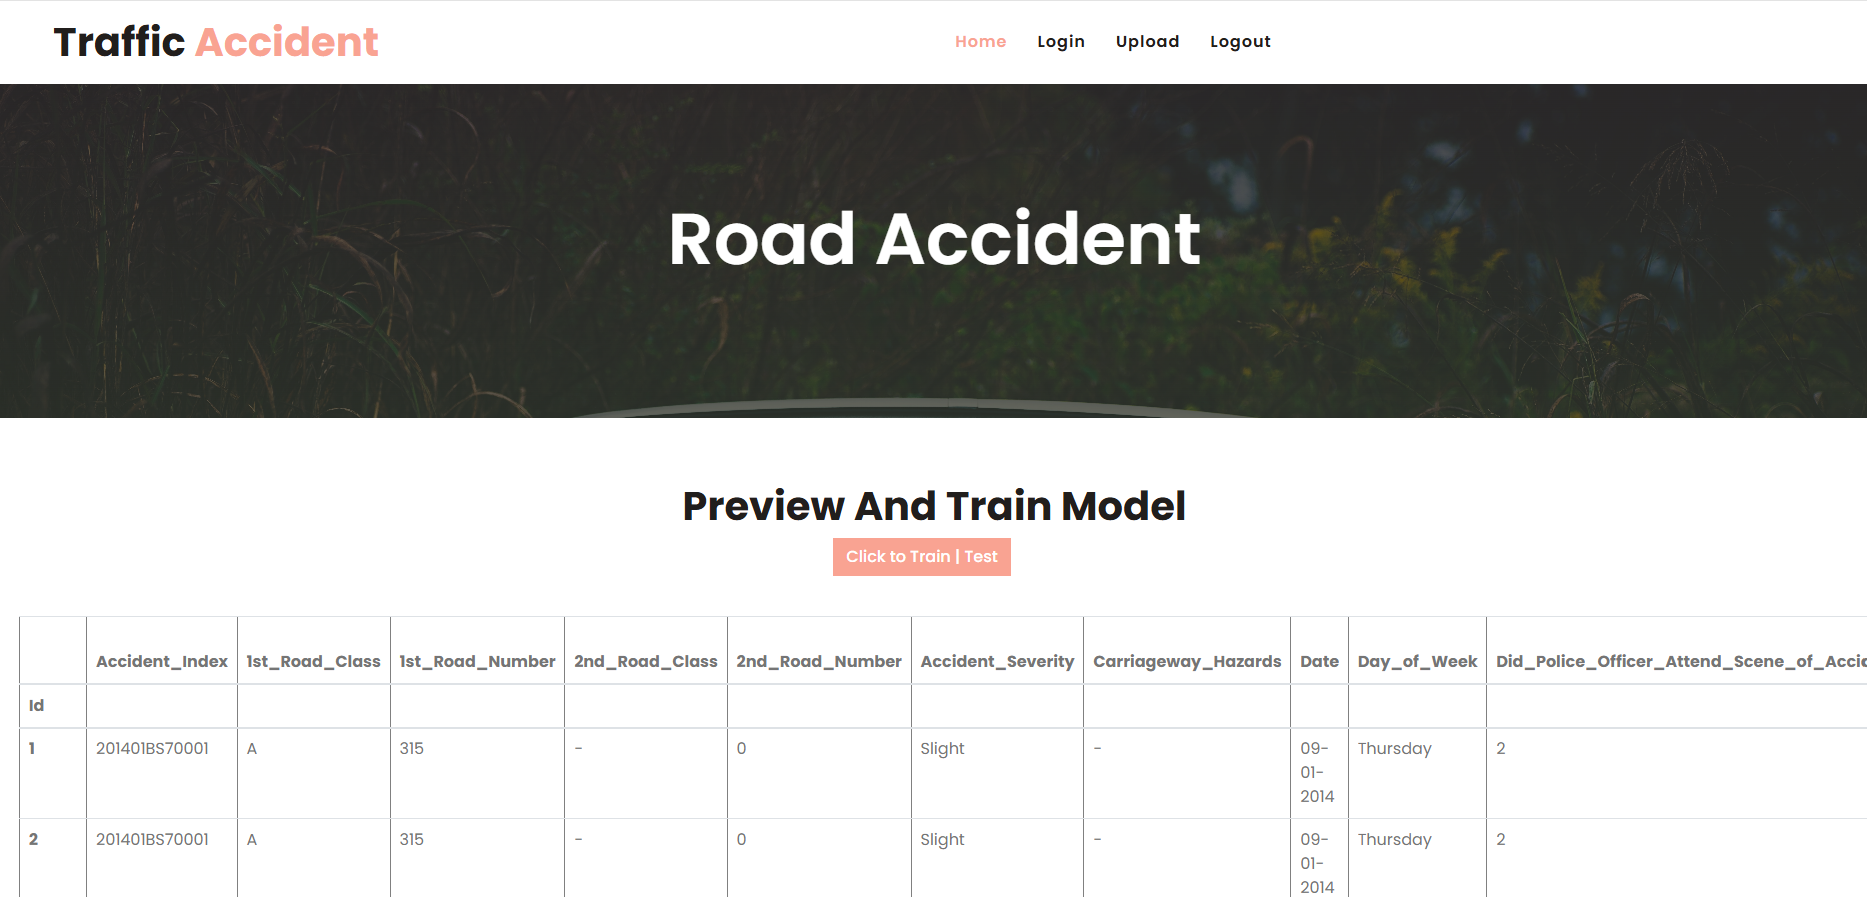 Traffic Accident
Home Login Upload Logout
Road Accident
Preview And Train Model
Click to Train | Test
Accident_Index 1st_Road_Class 1st_Road_Number 2nd_Road_Class 2nd_Road_Number Accident_Severity Carriageway_Hazards Date Day_of_Week Did_Police_Officer_Attend_Scene_of_Accid
Id
1 201401BS70001 A 315 - 0 Slight - 09- Thursday 2
01-
2014
2 201401BS70001 A 315 - 0 Slight - 09- Thursday 2
01-
2014